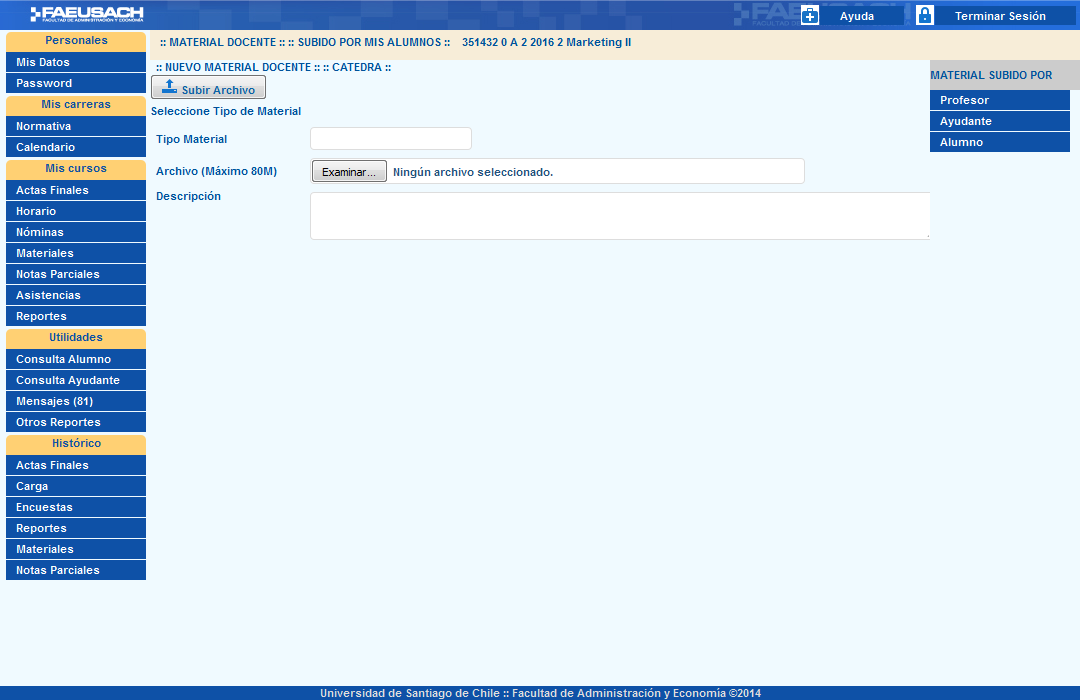 FAEUSACH
FACULTAD DE ADMINISTRACIÓN Y ECONOMÍA
Ayuda
Terminar Sesión
Personales
Mis Datos
Password
Mis carreras
Normativa
Calendario
Mis cursos
Actas Finales
Horario
Nóminas
Materiales
Notas Parciales
Asistencias
Reportes
Utilidades
Consulta Alumno
Consulta Ayudante
Mensajes (81)
Otros Reportes
Histórico
Actas Finales
Carga
Encuestas
Reportes
Materiales
Notas Parciales
:: MATERIAL DOCENTE :: :: SUBIDO POR MIS ALUMNOS :: 351432 0 A 2 2016 2 Marketing II
:: NUEVO MATERIAL DOCENTE :: :: CATEDRA ::
Subir Archivo
Seleccione Tipo de Material
Tipo Material
Archivo (Máximo 80M) Examinar... Ningún archivo seleccionado.
Descripción
MATERIAL SUBIDO POR
Profesor
Ayudante
Alumno
Universidad de Santiago de Chile :: Facultad de Administración y Economía ©2014